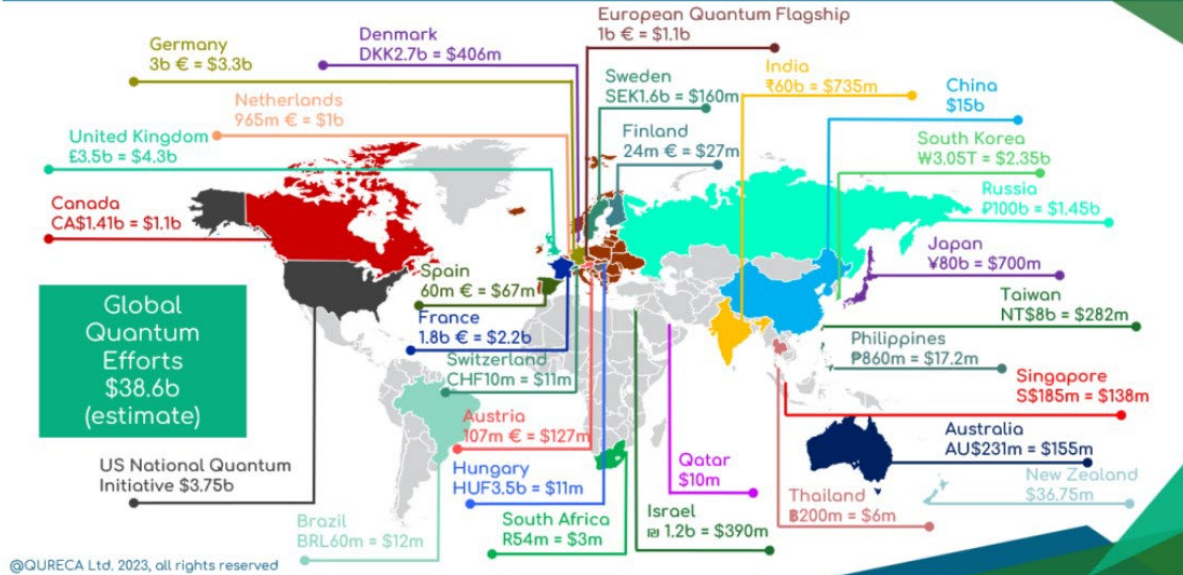 European Quantum Flagship
1b € = $1.1b
Denmark
DKK2.7b = $406m
Germany
3b € = $3.3b
India
₹60b = $735m
Sweden
SEK1.6b = $160m
China
$15b
Netherlands
965m € = $1b
Finland
24m € = $27m
United Kingdom
£3.5b = $4.3b
South Korea
₩3.05T = $2.35b
Russia
₽100b = $1.45b
Canada
CA$1.41b = $1.1b
Japan
¥80b = $700m
Spain
60m € = $67m
Global
Quantum
Efforts
$38.6b
(estimate)
Taiwan
NT$8b = $282m
France
1.8b € = $2.2b
Philippines
₱860m = $17.2m
Switzerland
CHF10m = $11m
Singapore
S$185m = $138m
Austria
107m € = $127m
Australia
AU$231m = $155m
US National Quantum
Initiative $3.75b
Hungary
HUF3.5b = $11m
Qatar
$10m
New Zealand
$36.75m
Thailand
฿200m = $6m
Brazil
BRL60m = $12m
South Africa
R54m = $3m
Israel
₪ 1.2b = $390m
@QURECA Ltd. 2023, all rights reserved